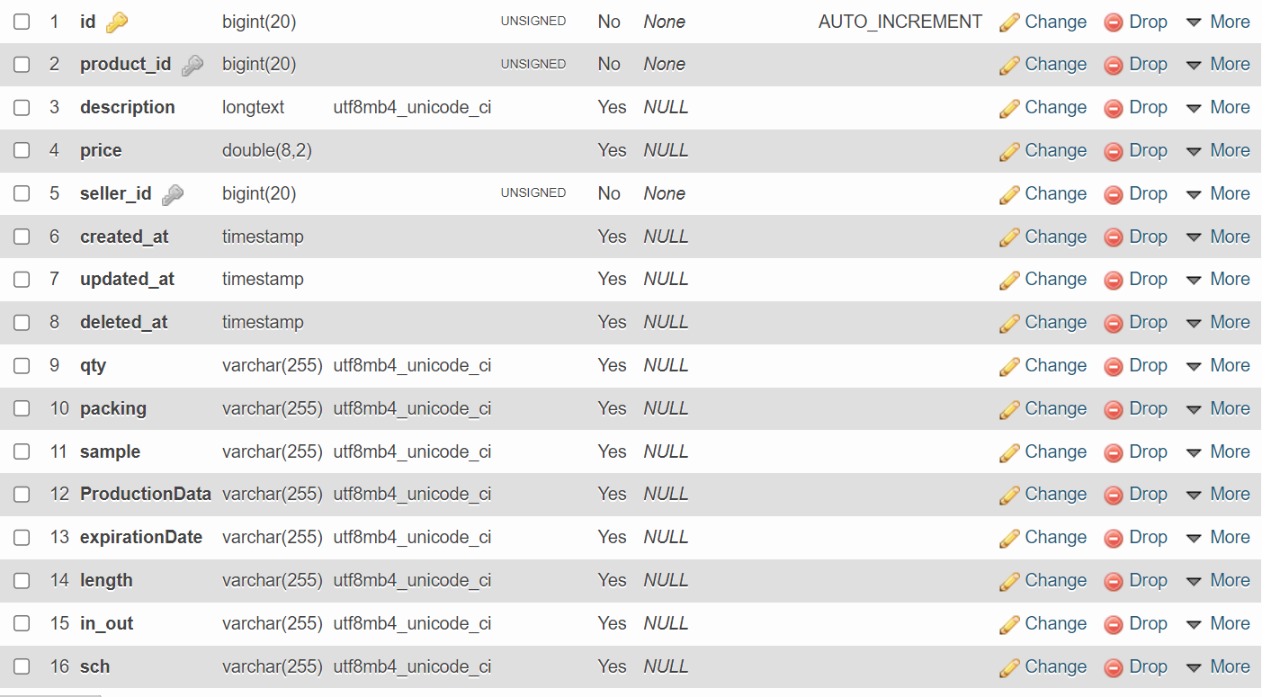 1 id bigint(20) UNSIGNED No None AUTO_INCREMENT Change Drop More
2 product_id bigint(20) UNSIGNED No None Change Drop More
3 description longtext utf8mb4_unicode_ci Yes NULL Change Drop More
4 price double(8,2) Yes NULL Change Drop More
5 seller_id bigint(20) UNSIGNED No None Change Drop More
6 created_at timestamp Yes NULL Change Drop More
7 updated_at timestamp Yes NULL Change Drop More
8 deleted_at timestamp Yes NULL Change Drop More
9 qty varchar(255) utf8mb4_unicode_ci Yes NULL Change Drop More
10 packing varchar(255) utf8mb4_unicode_ci Yes NULL Change Drop More
11 sample varchar(255) utf8mb4_unicode_ci Yes NULL Change Drop More
12 ProductionData varchar(255) utf8mb4_unicode_ci Yes NULL Change Drop More
13 expirationDate varchar(255) utf8mb4_unicode_ci Yes NULL Change Drop More
14 length varchar(255) utf8mb4_unicode_ci Yes NULL Change Drop More
15 in_out varchar(255) utf8mb4_unicode_ci Yes NULL Change Drop More
16 sch varchar(255) utf8mb4_unicode_ci Yes NULL Change Drop More